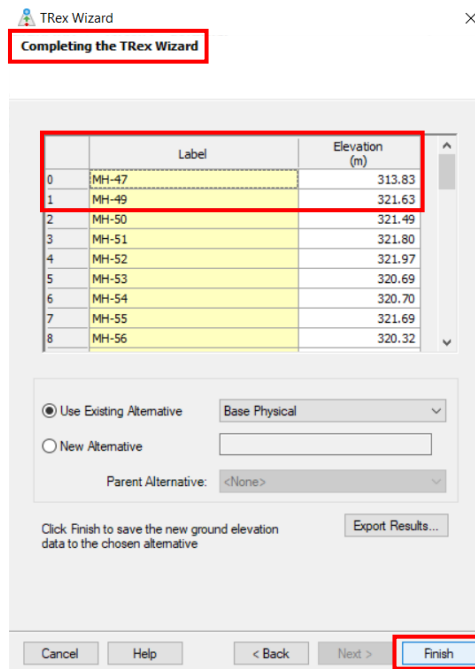 TRex Wizard
Completing the TRex Wizard
Label Elevation (m)
0 MH-47 313.83
1 MH-49 321.63
2 MH-50 321.49
3 MH-51 321.80
4 MH-52 321.97
5 MH-53 320.69
6 MH-54 320.70
7 MH-55 321.69
8 MH-56 320.32
Use Existing Alternative Base Physical
New Alternative
Parent Alternative: <None>
Click Finish to save the new ground elevation Export Results...
data to the chosen alternative
Cancel Help < Back Next > Finish